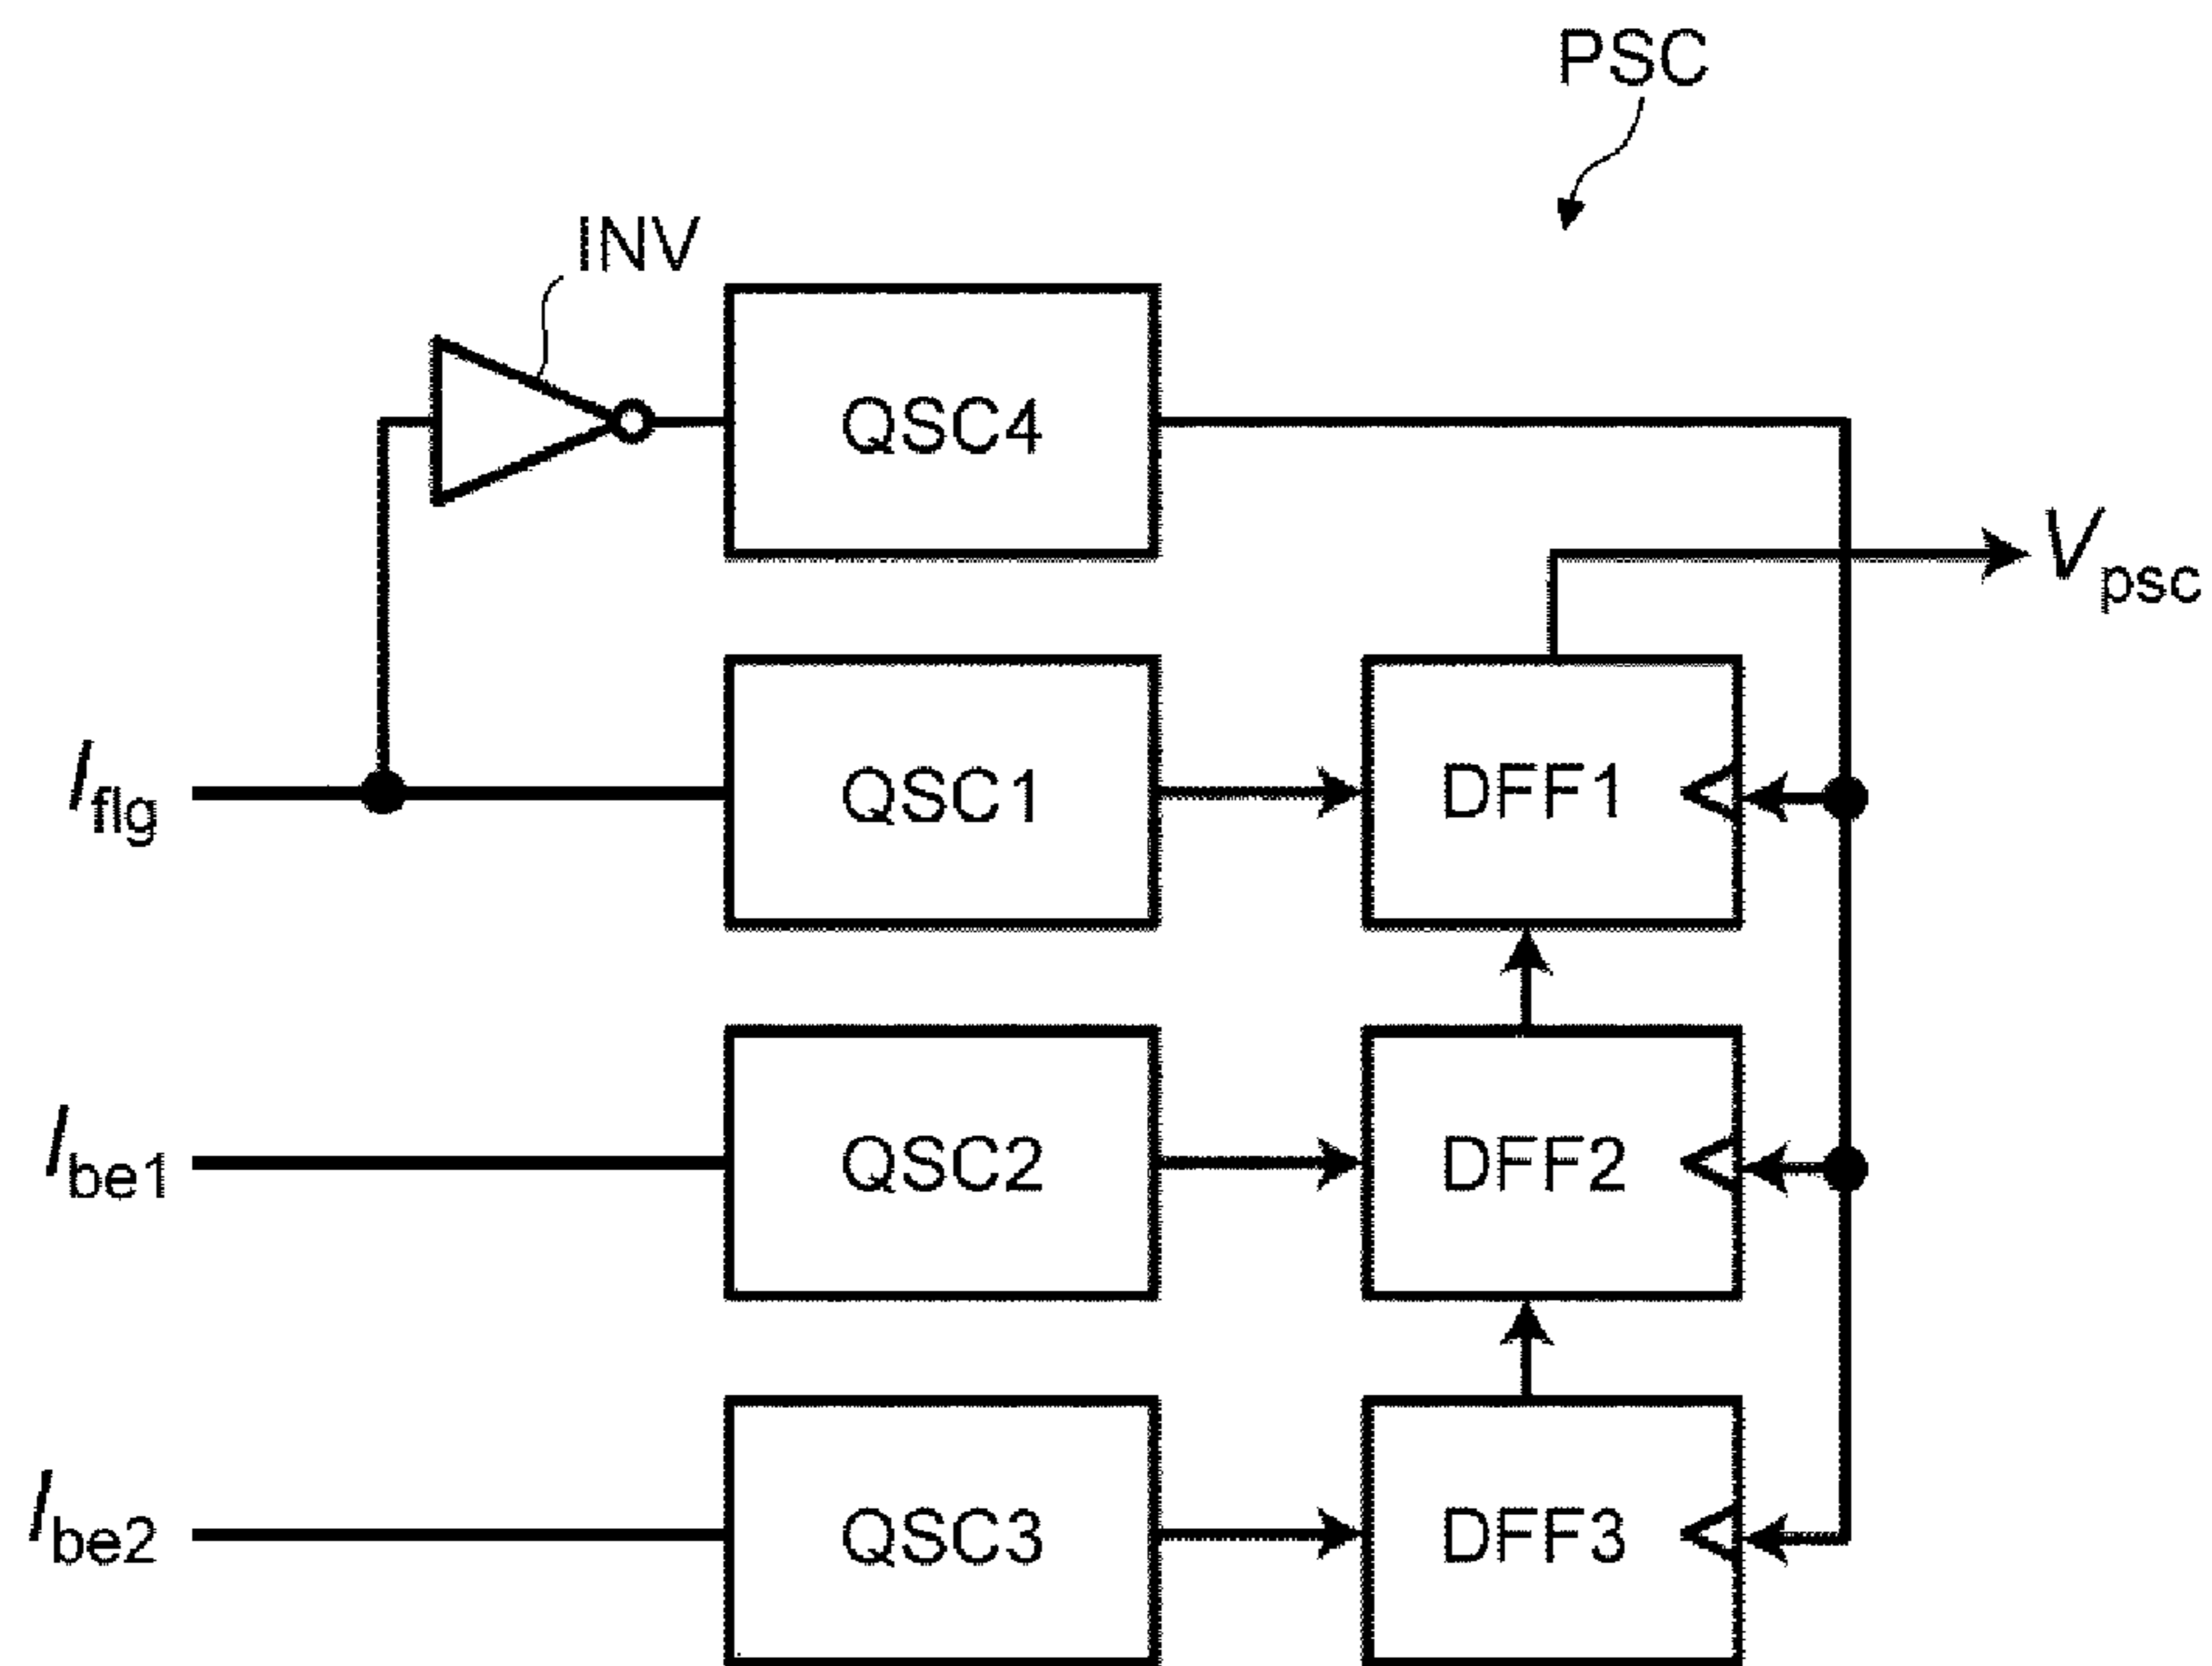 PSC
INV
QSC4
Vpsc
Iflg
QSC1
DFF1
Ibe1
QSC2
DFF2
Ibe2
QSC3
DFF3